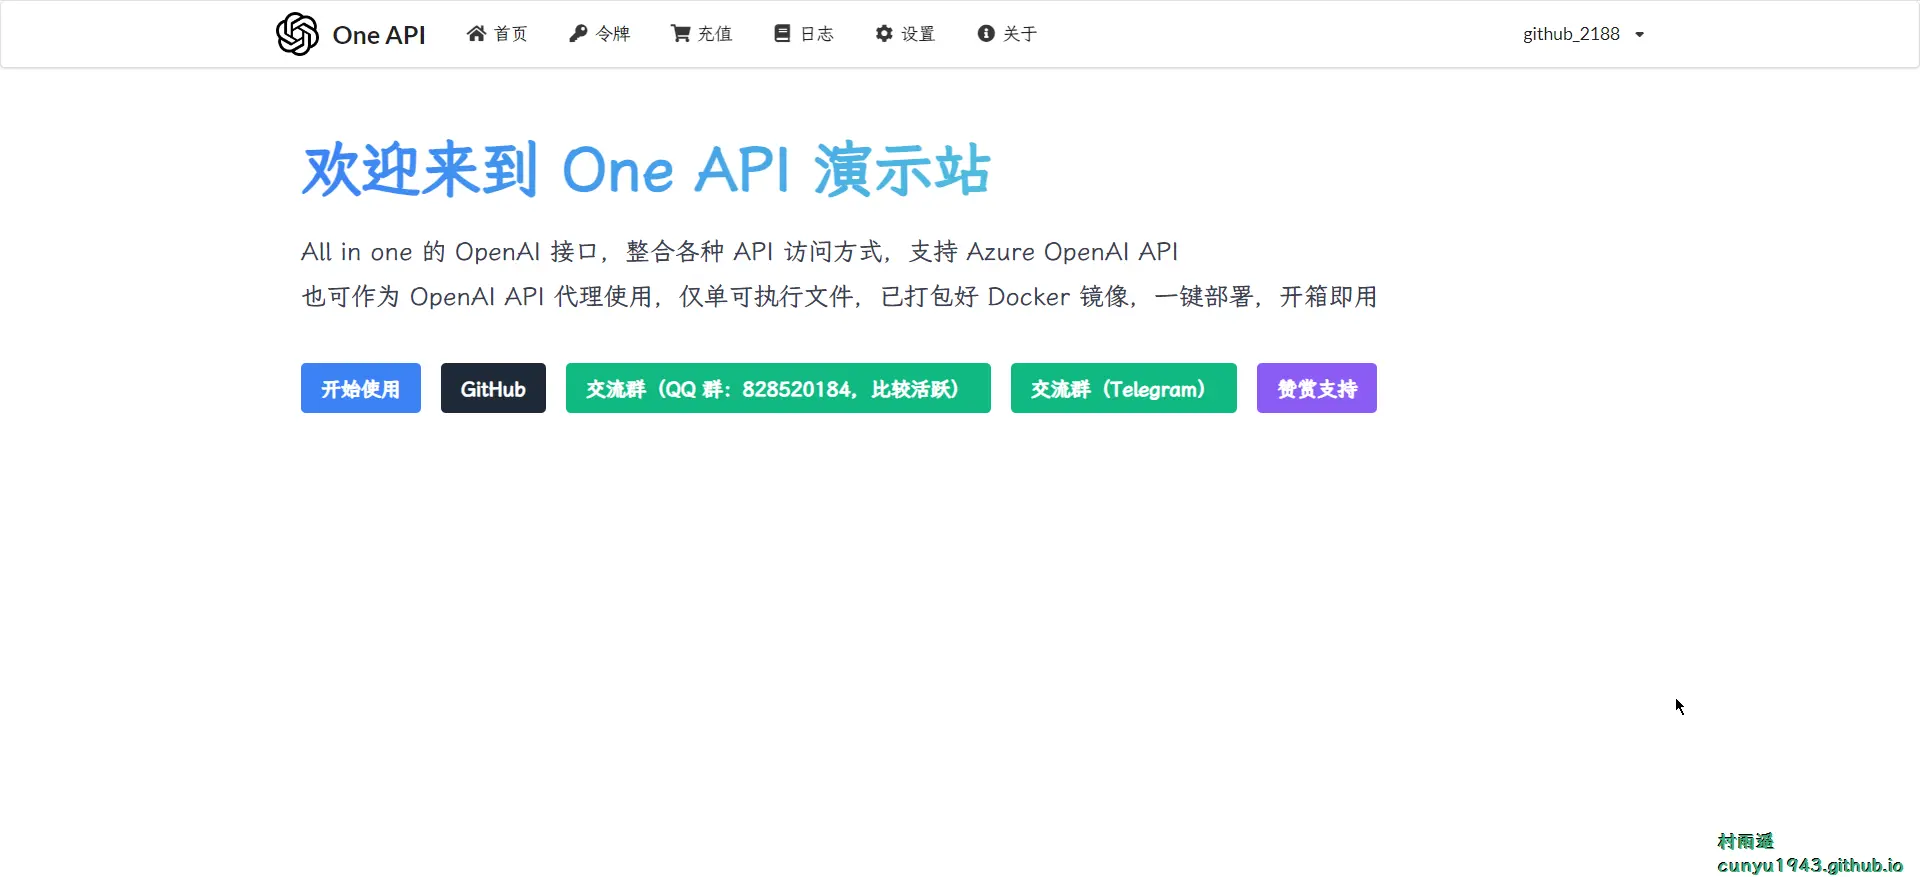 One API 首页 令牌 充值 日志 设置 关于 github_2188
欢迎来到 One API 演示站
All in one 的 OpenAI 接口，整合各种 API 访问方式，支持 Azure OpenAI API
也可作为 OpenAI API 代理使用，仅单可执行文件，已打包好 Docker 镜像，一键部署，开箱即用
开始使用 GitHub 交流群（QQ 群：828520184，比较活跃） 交流群（Telegram） 赞赏支持
村雨遥
cunyu1943.github.io